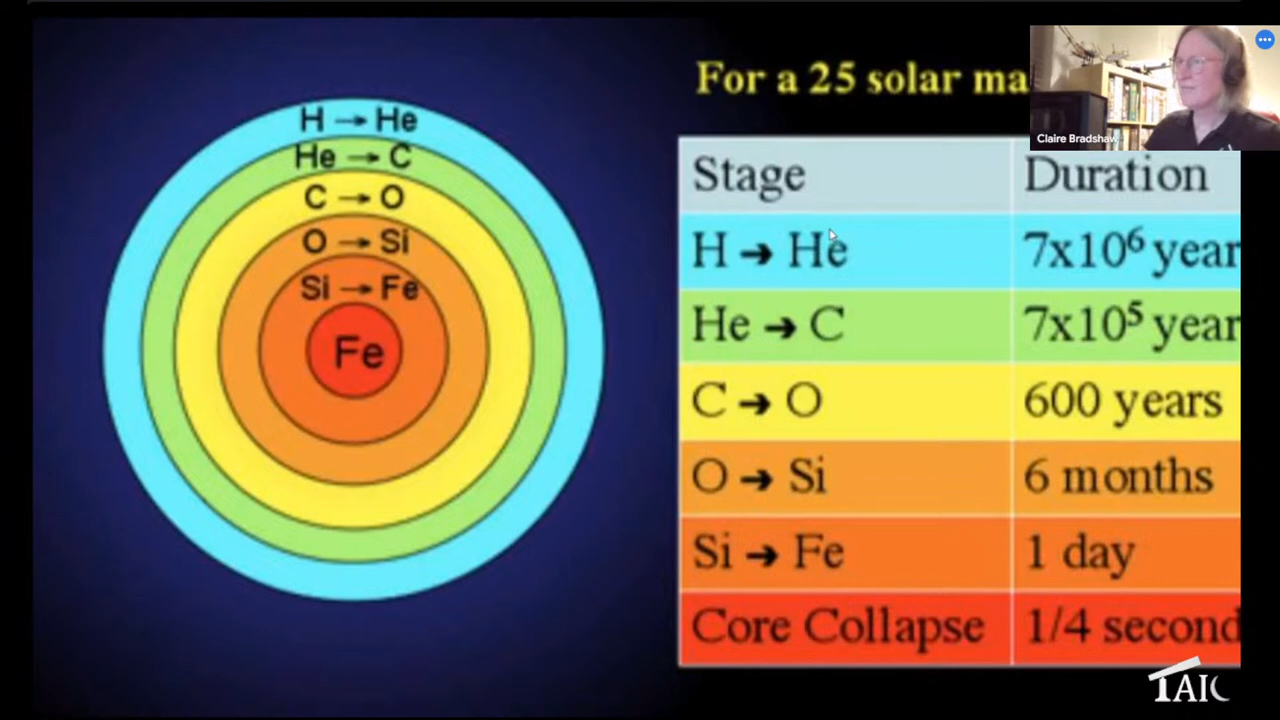 H → He
He → C
C → O
O → Si
Si → Fe
Fe
For a 25 solar ma
Claire Bradshaw
Stage Duration
H → He 7x10⁶ year
He → C 7x10⁵ year
C → O 600 years
O → Si 6 months
Si → Fe 1 day
Core Collapse 1/4 second
TAIC